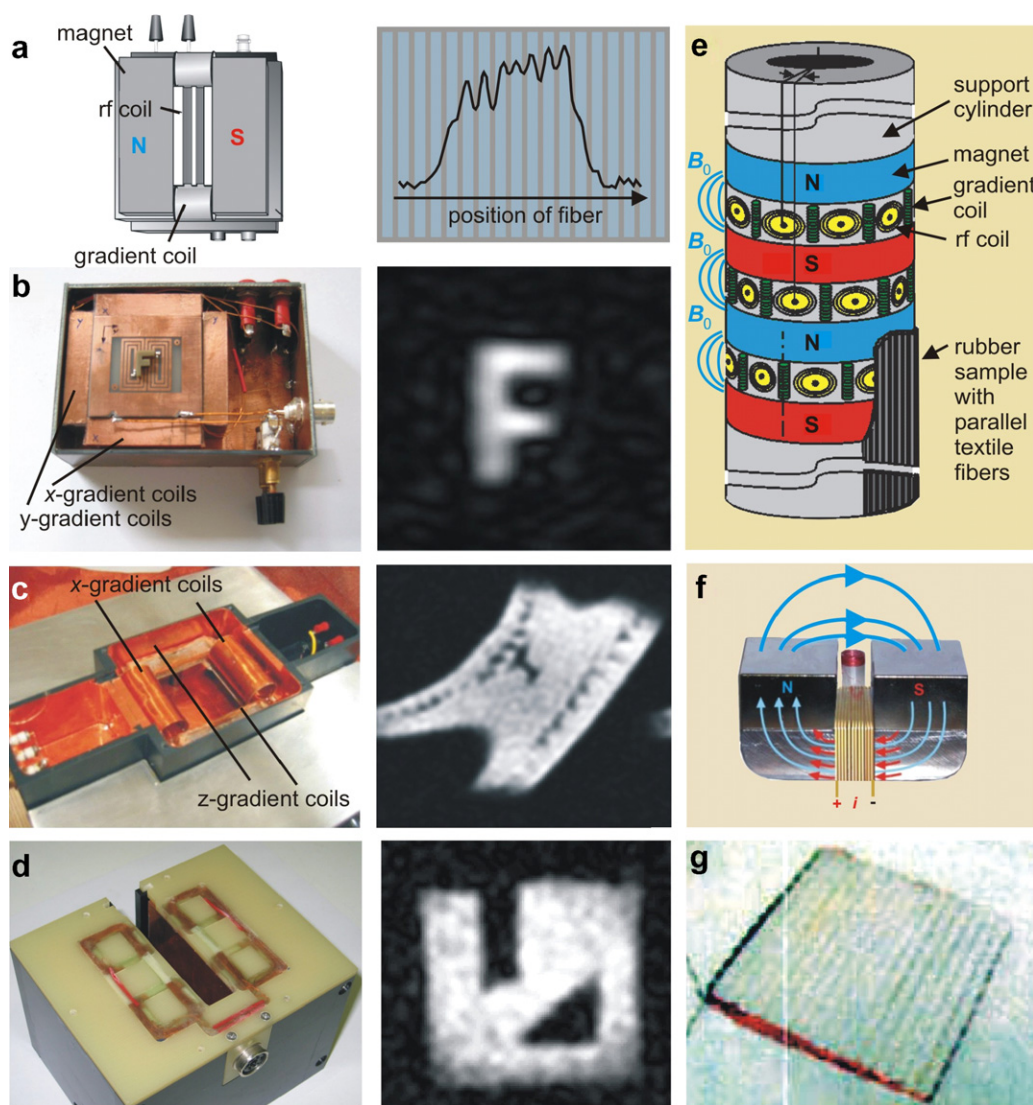 a
magnet
rf coil
N
S
gradient coil
position of fiber
b
x-gradient coils
y-gradient coils
c
x-gradient coils
z-gradient coils
d
e
support
cylinder
B0
N
magnet
gradient
coil
rf coil
B0
S
B0
N
rubber
sample
with
parallel
textile
fibers
S
f
N
S
+ i -
g